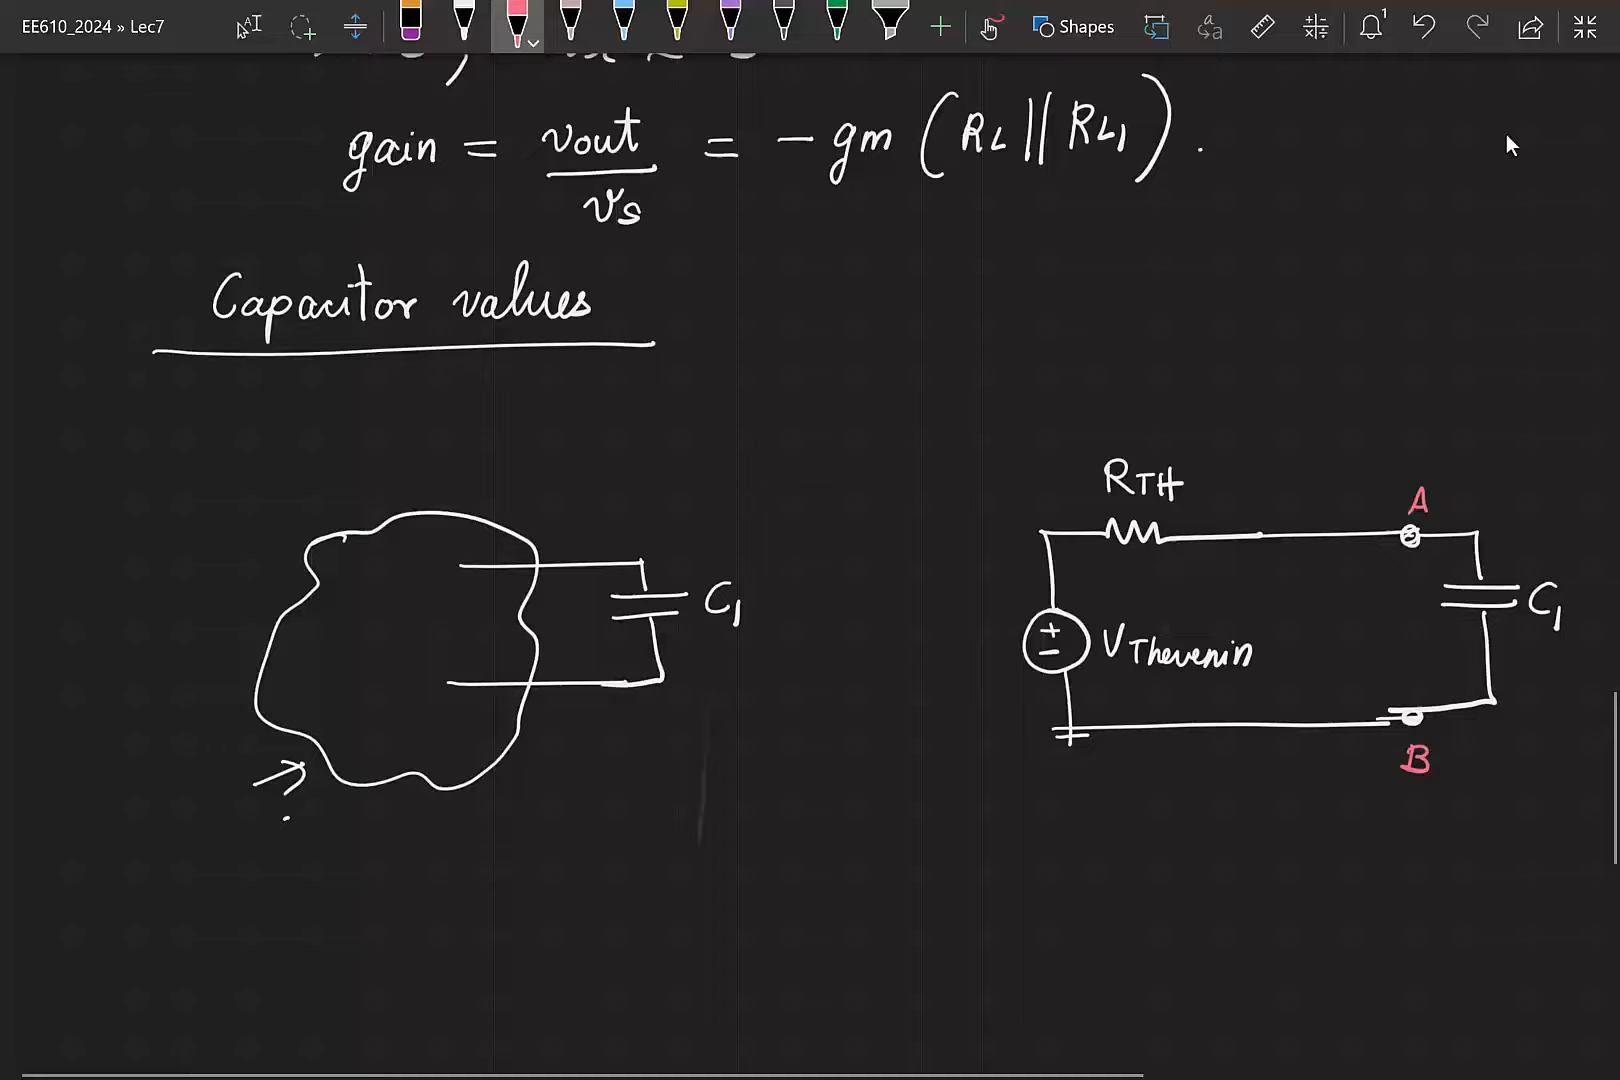 EE610_2024 » Lec7
Shapes
gain = vout / vs = - gm (RL || RL1).
Capacitor values
C1
RTH
A
+
-
VThevenin
C1
B